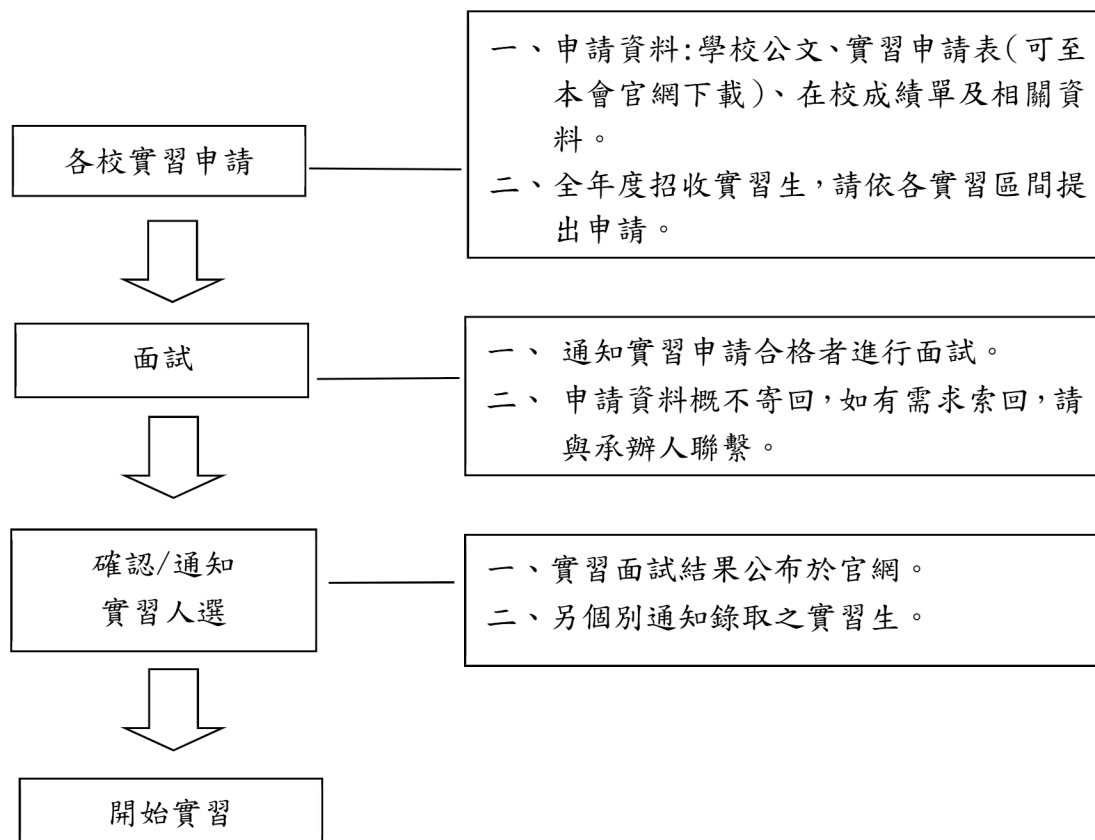 各校實習申請
一、申請資料:學校公文、實習申請表(可至
本會官網下載)、在校成績單及相關資
料。
二、全年度招收實習生,請依各實習區間提
出申請。
面試
一、 通知實習申請合格者進行面試。
二、 申請資料概不寄回,如有需求索回,請
與承辦人聯繫。
確認/通知
實習人選
一、實習面試結果公布於官網。
二、另個別通知錄取之實習生。
開始實習